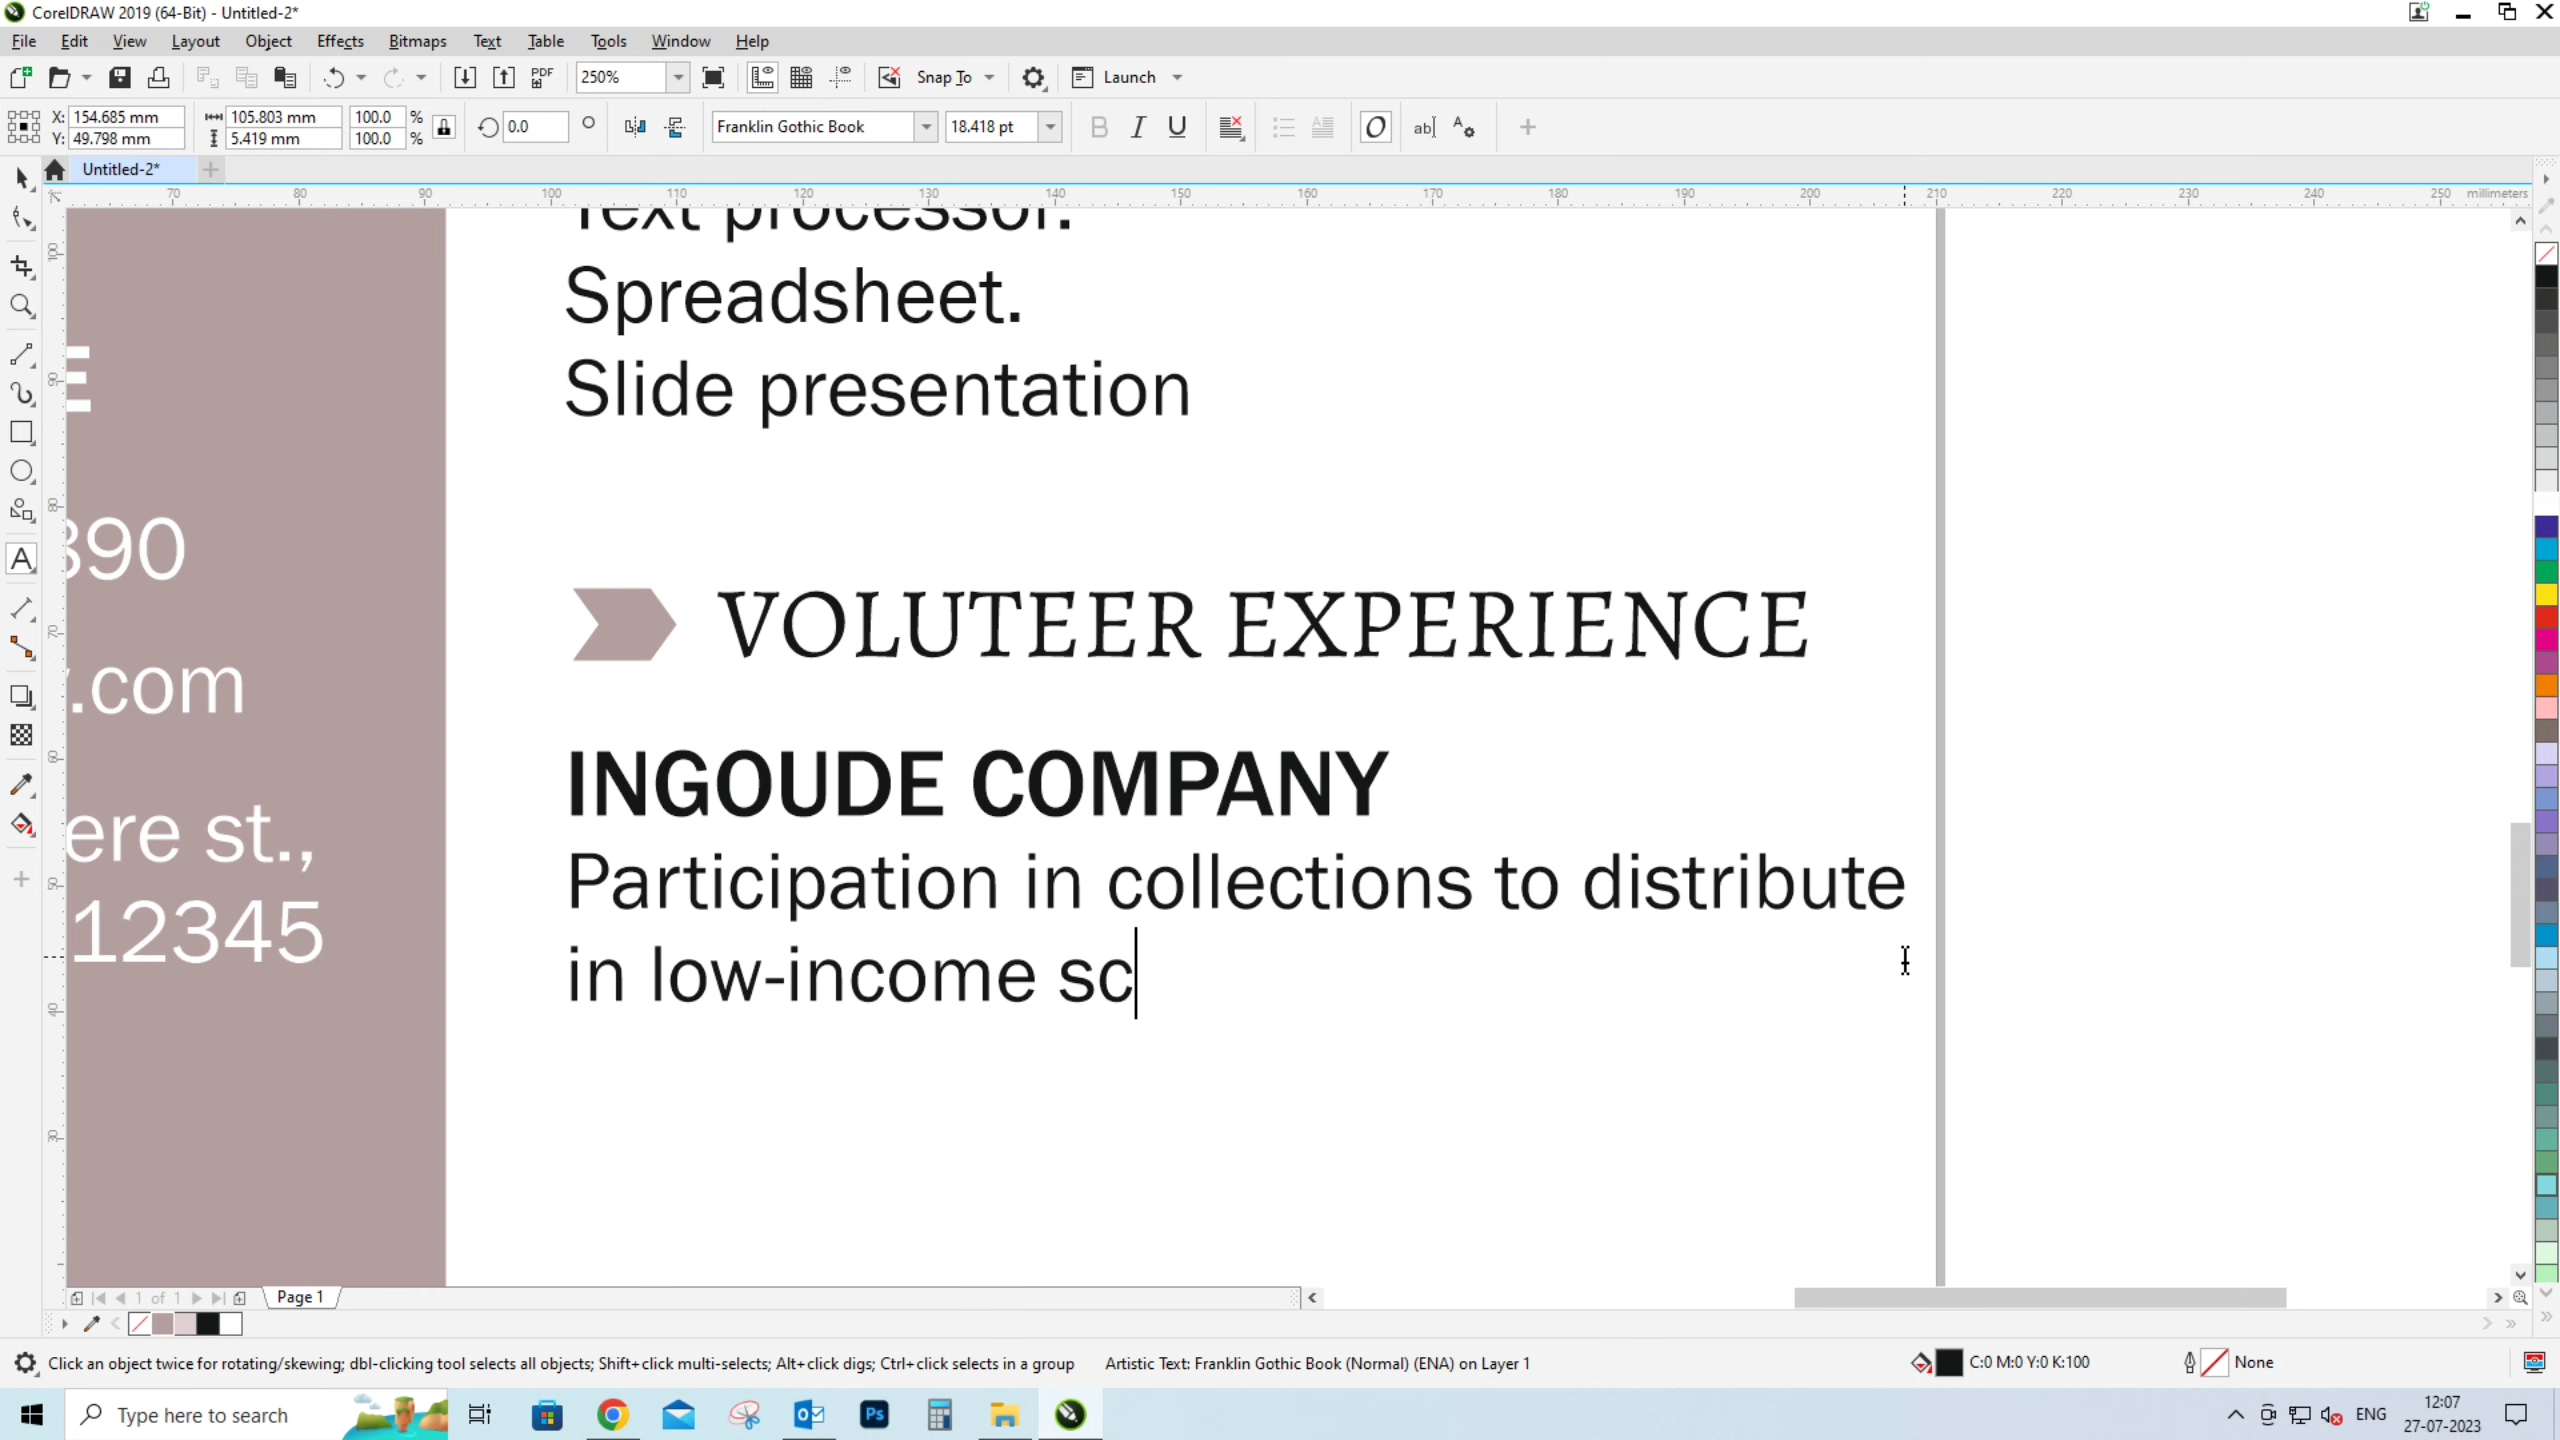 CorelDRAW 2019 (64-Bit) - Untitled-2*
File Edit View Layout Object Effects Bitmaps Text Table Tools Window Help
250% Snap To Launch
X: 154.685 mm 105.803 mm 100.0 % 0.0 Franklin Gothic Book 18.418 pt
Y: 49.798 mm 5.419 mm 100.0 %
Untitled-2*
70 80 90 100 110 120 130 140 150 160 170 180 190 200 210 220 230 240 250 millimeters
Text processor.
Spreadsheet.
Slide presentation
E
390
.com
ere st.,
12345
VOLUTEER EXPERIENCE
INGOUDE COMPANY
Participation in collections to distribute
in low-income sc
1 of 1 Page 1
Click an object twice for rotating/skewing; dbl-clicking tool selects all objects; Shift+click multi-selects; Alt+click digs; Ctrl+click selects in a group Artistic Text: Franklin Gothic Book (Normal) (ENA) on Layer 1 C:0 M:0 Y:0 K:100 None
Type here to search ENG 12:07
27-07-2023